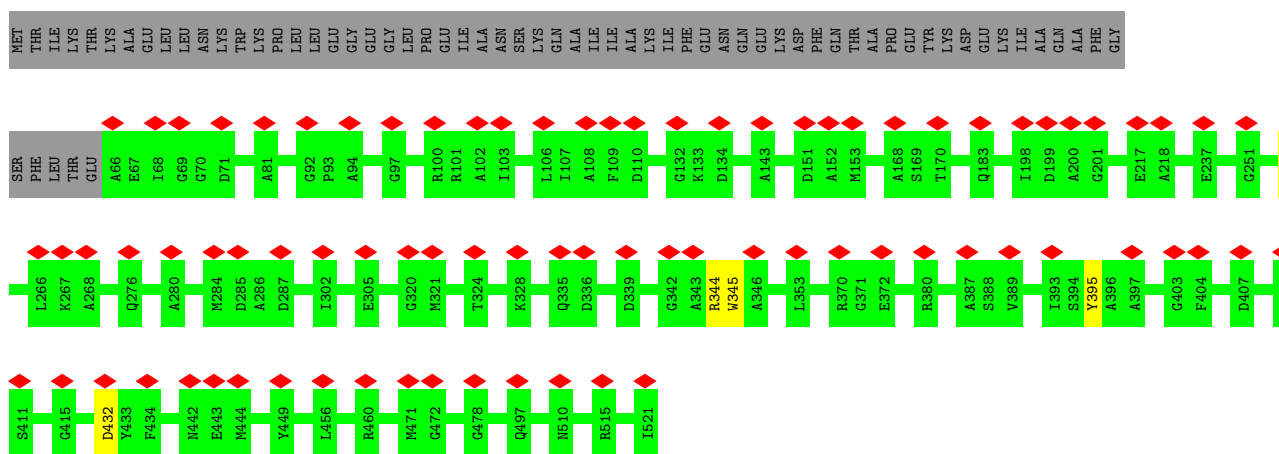 MET THR ILE LYS THR LYS ALA GLU LEU LEU ASN LYS TRP LYS PRO LEU LEU GLU GLY GLU GLY LEU PRO GLU ILE ALA ASN SER LYS GLN ALA ILE ILE ALA LYS ILE PHE GLU ASN GLN GLU LYS ASP PHE GLN THR ALA PRO GLU TYR LYS ASP GLU LYS ILE ALA GLN ALA PHE GLY
SER PHE LEU THR GLU A66 E67 I68 G69 G70 D71 A81 G92 P93 A94 G97 R100 R101 A102 I103 L106 I107 A108 F109 D110 G132 K133 D134 A143 D151 A152 M153 A168 S169 T170 Q183 I198 D199 A200 G201 E217 A218 E237 G251
L266 K267 A268 Q276 A280 M284 D285 A286 D287 I302 E305 G320 M321 T324 K328 Q335 D336 D339 G342 A343 R344 W345 A346 L353 R370 G371 E372 R380 A387 S388 V389 I393 S394 Y395 A396 A397 G403 F404 D407
S411 G415 D432 Y433 F434 N442 E443 M444 Y449 L456 R460 M471 G472 G478 Q497 N510 R515 I521